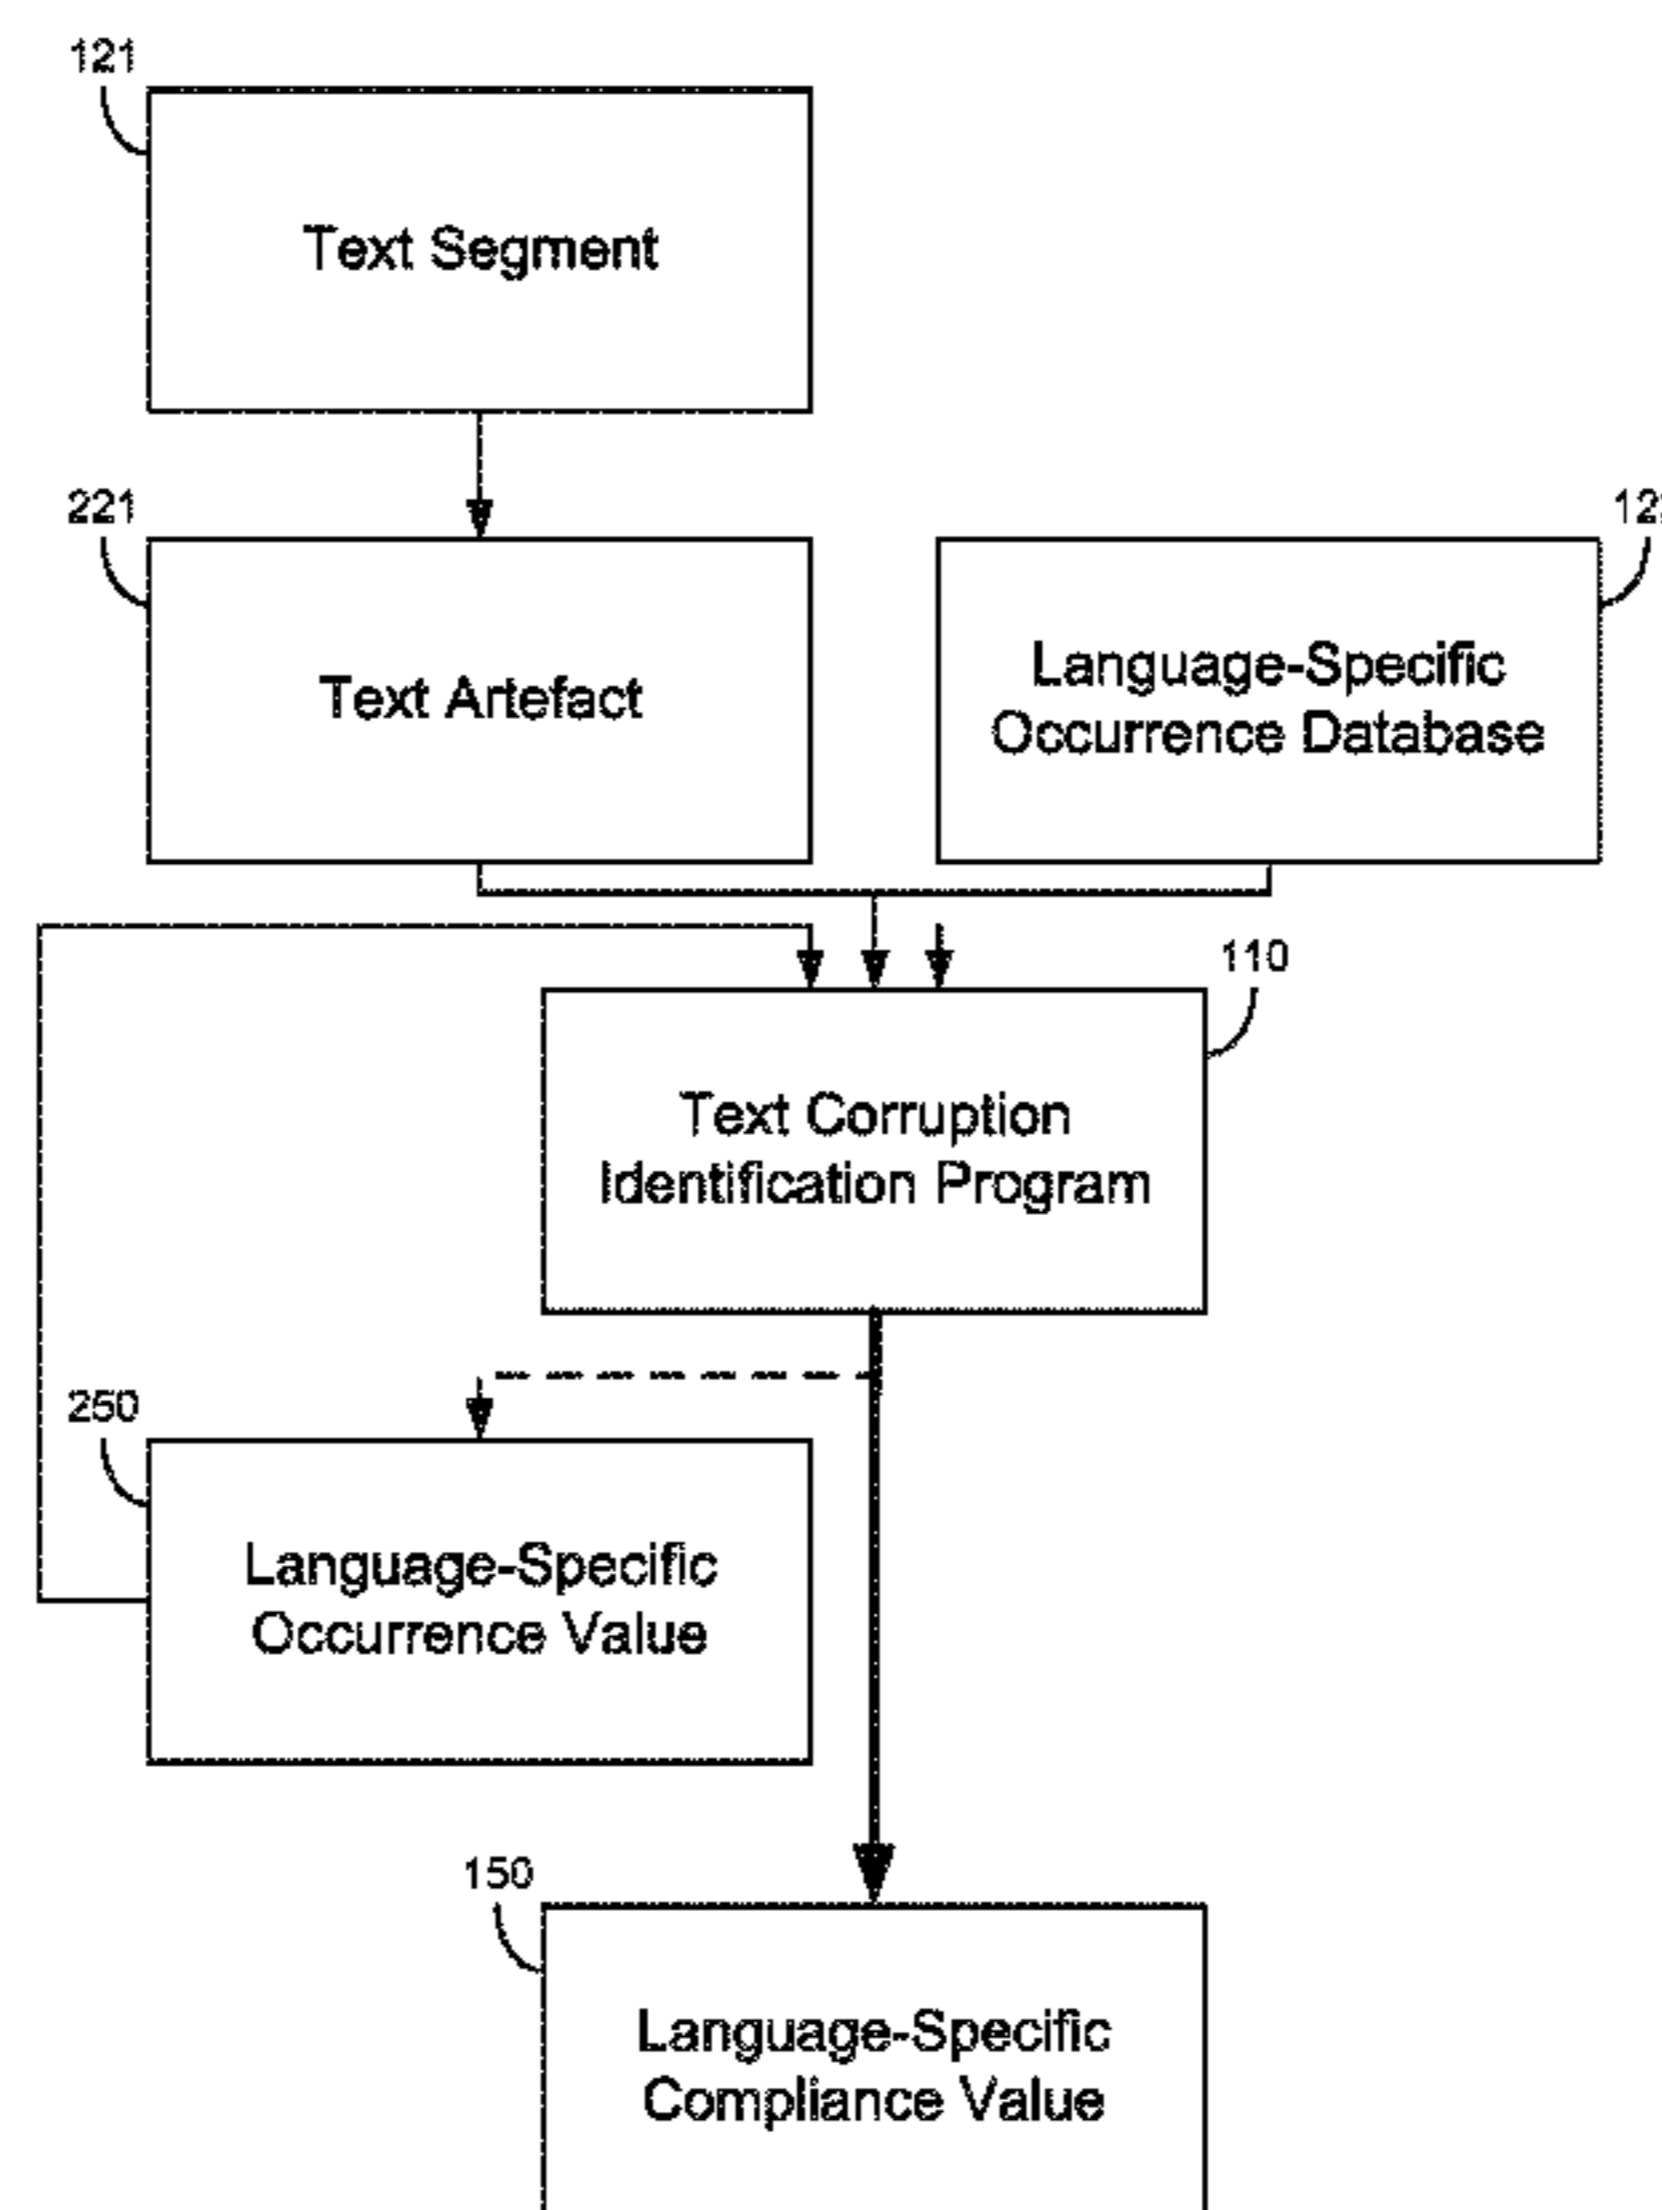 121
Text Segment
221
Text Artefact
Language-Specific
Occurrence Database
110
Text Corruption
Identification Program
250
Language-Specific
Occurrence Value
150
Language-Specific
Compliance Value